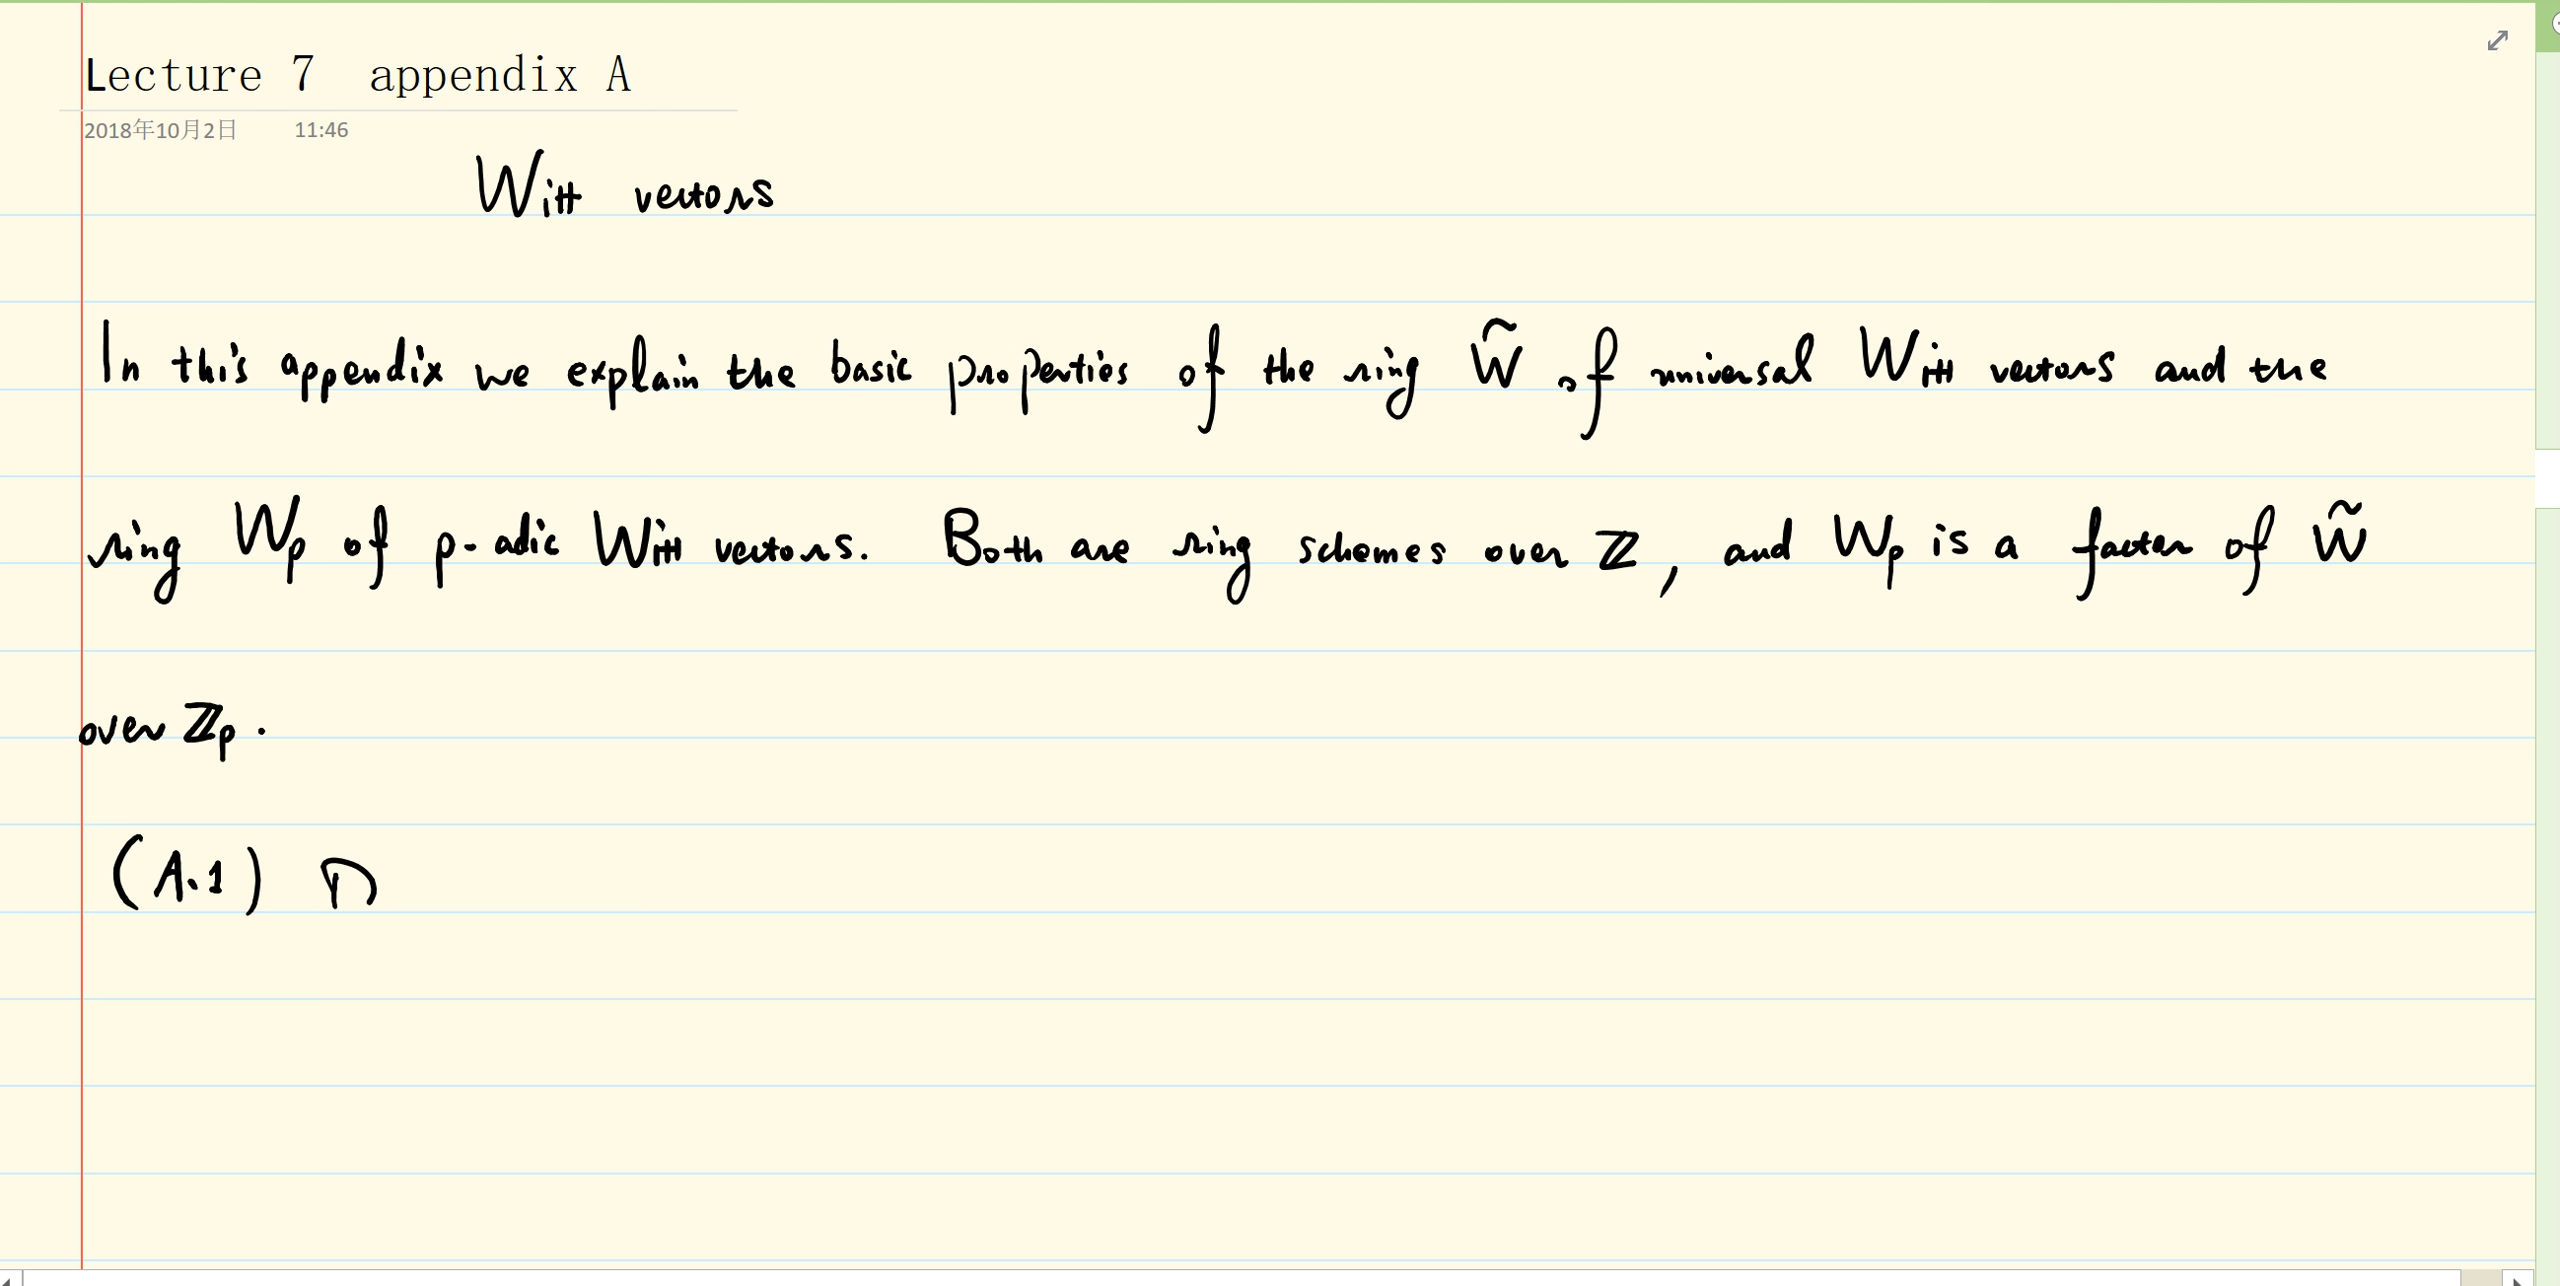 Lecture 7 appendix A
2018年10月2日 11:46
Witt vectors
In this appendix we explain the basic properties of the ring W̃ of universal Witt vectors and the
ring Wp of p-adic Witt vectors. Both are ring schemes over ℤ, and Wp is a factor of W̃
over ℤp.
(A.1)